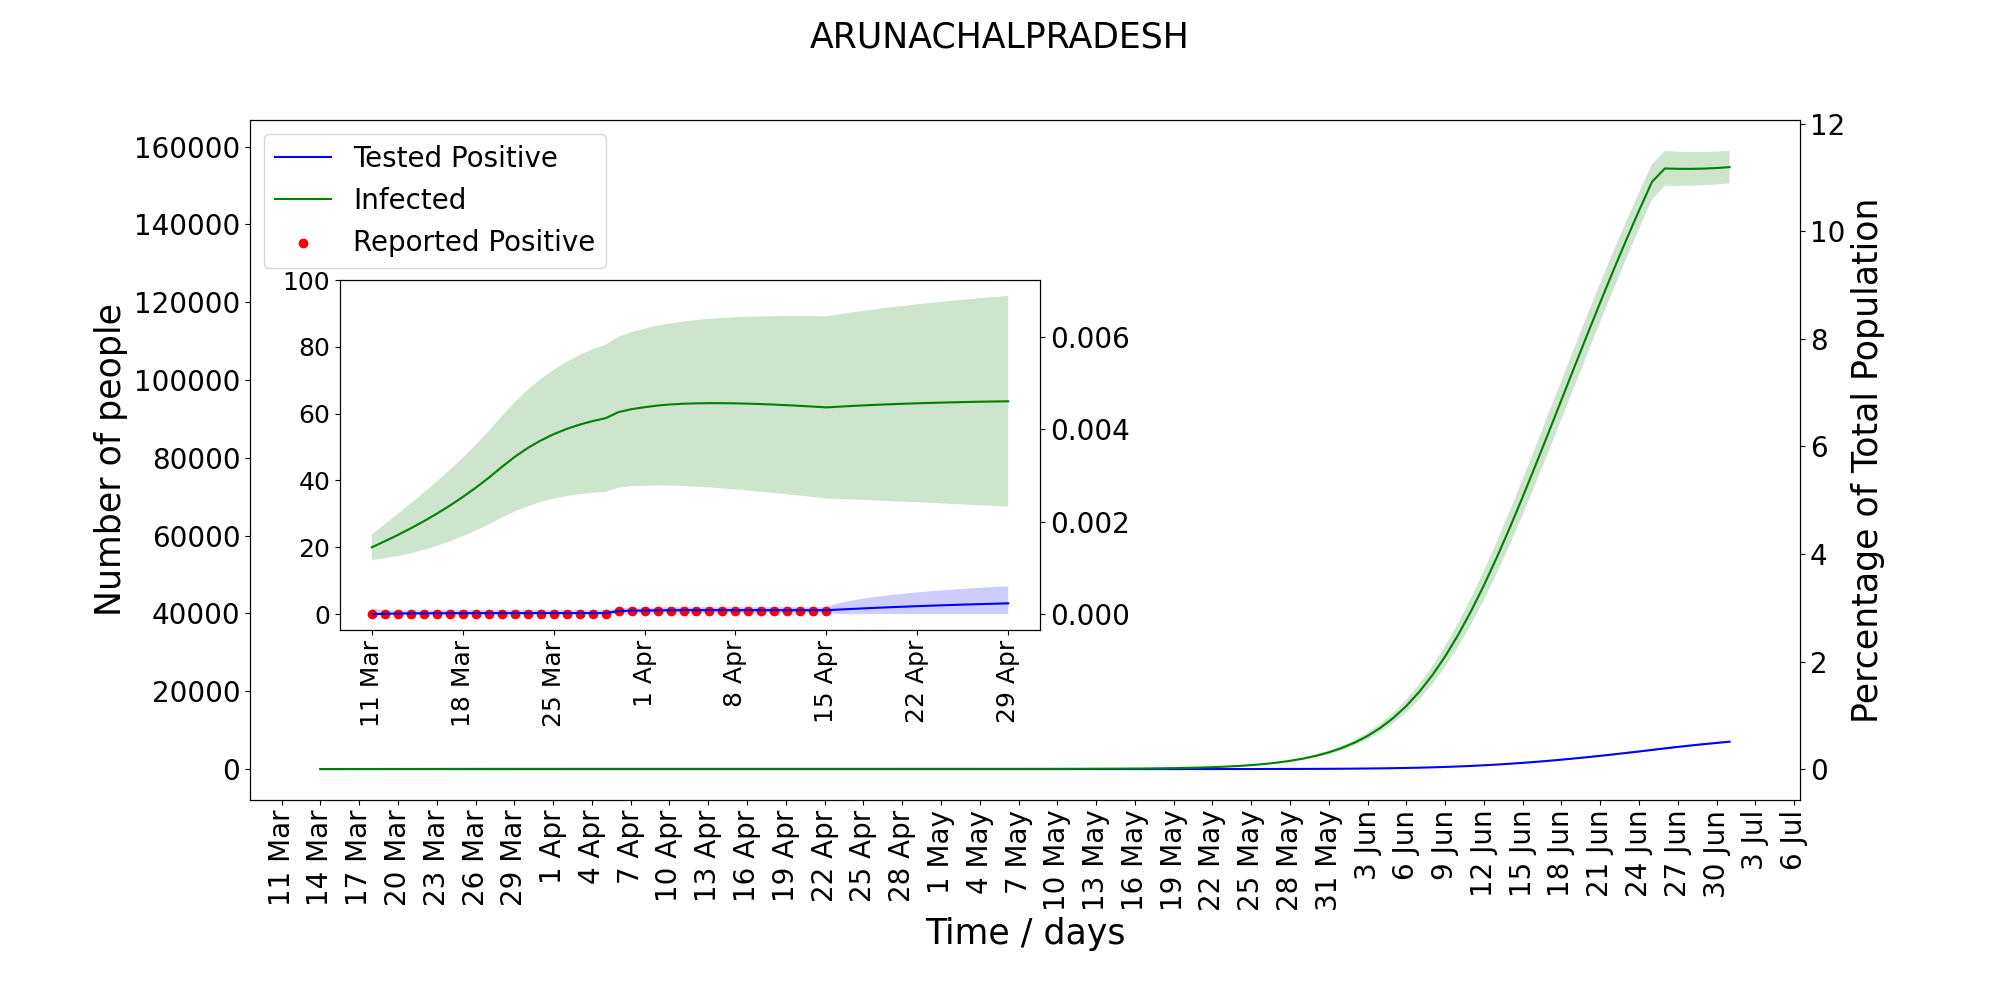 ARUNACHALPRADESH
Tested Positive
Infected
Reported Positive
Number of people
160000
140000
120000
100000
80000
60000
40000
20000
0
Percentage of Total Population
12
10
8
6
4
2
0
100
80
60
40
20
0
0.006
0.004
0.002
0.000
11 Mar
18 Mar
25 Mar
1 Apr
8 Apr
15 Apr
22 Apr
29 Apr
11 Mar
14 Mar
17 Mar
20 Mar
23 Mar
26 Mar
29 Mar
1 Apr
4 Apr
7 Apr
10 Apr
13 Apr
16 Apr
19 Apr
22 Apr
25 Apr
28 Apr
1 May
4 May
7 May
10 May
13 May
16 May
19 May
22 May
25 May
28 May
31 May
3 Jun
6 Jun
9 Jun
12 Jun
15 Jun
18 Jun
21 Jun
24 Jun
27 Jun
30 Jun
3 Jul
6 Jul
Time / days